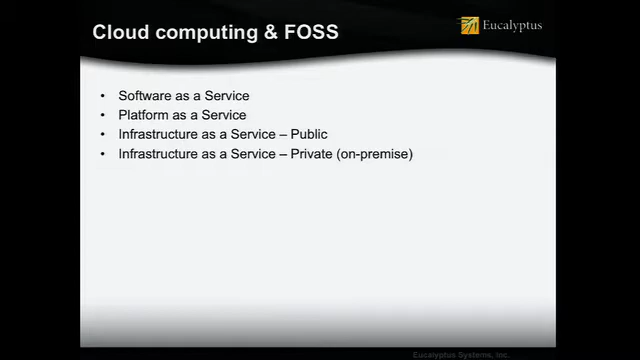 Cloud computing & FOSS
Eucalyptus
• Software as a Service
• Platform as a Service
• Infrastructure as a Service – Public
• Infrastructure as a Service – Private (on-premise)
Eucalyptus Systems, Inc.